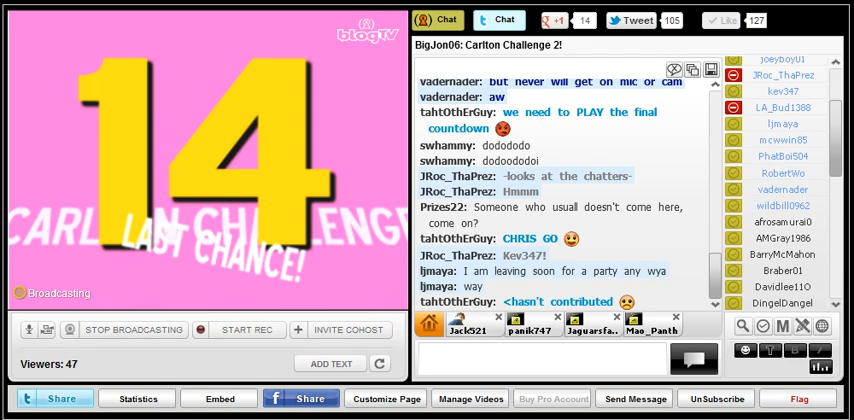 blogTV
14
CARL N CHALLENGE
LAST CHANCE!
Broadcasting
STOP BROADCASTING
START REC
INVITE COHOST
Viewers: 47
ADD TEXT
Chat
Chat
g +1 14
Tweet 105
Like 127
BigJon06: Carlton Challenge 2!
vadernader: but never will get on mic or cam
vadernader: aw
tahtOthErGuy: we need to PLAY the final
countdown
swhammy: dodododo
swhammy: dodoododoi
JRoc_ThaPrez: -looks at the chatters-
JRoc_ThaPrez: Hmmm
Prizes22: Someone who usuall doesn't come here,
come on?
tahtOthErGuy: CHRIS GO
JRoc_ThaPrez: Kev347!
ljmaya: I am leaving soon for a party any wya
ljmaya: way
tahtOthErGuy: <hasn't contributed
joeyboy01
JRoc_ThaPrez
kev347
LA_Bud1388
ljmaya
mcwwin85
PhatBoi504
RobertWo
vadernader
wildbill0962
afrosamurai0
AMGray1986
BarryMcMahon
Braber01
Davidlee110
DingelDangel
Jack521
panik747
Jaguarsfa..
Mao_Panth
M
T
B
I
Share
Statistics
Embed
Share
Customize Page
Manage Videos
Buy Pro Account
Send Message
UnSubscribe
Flag